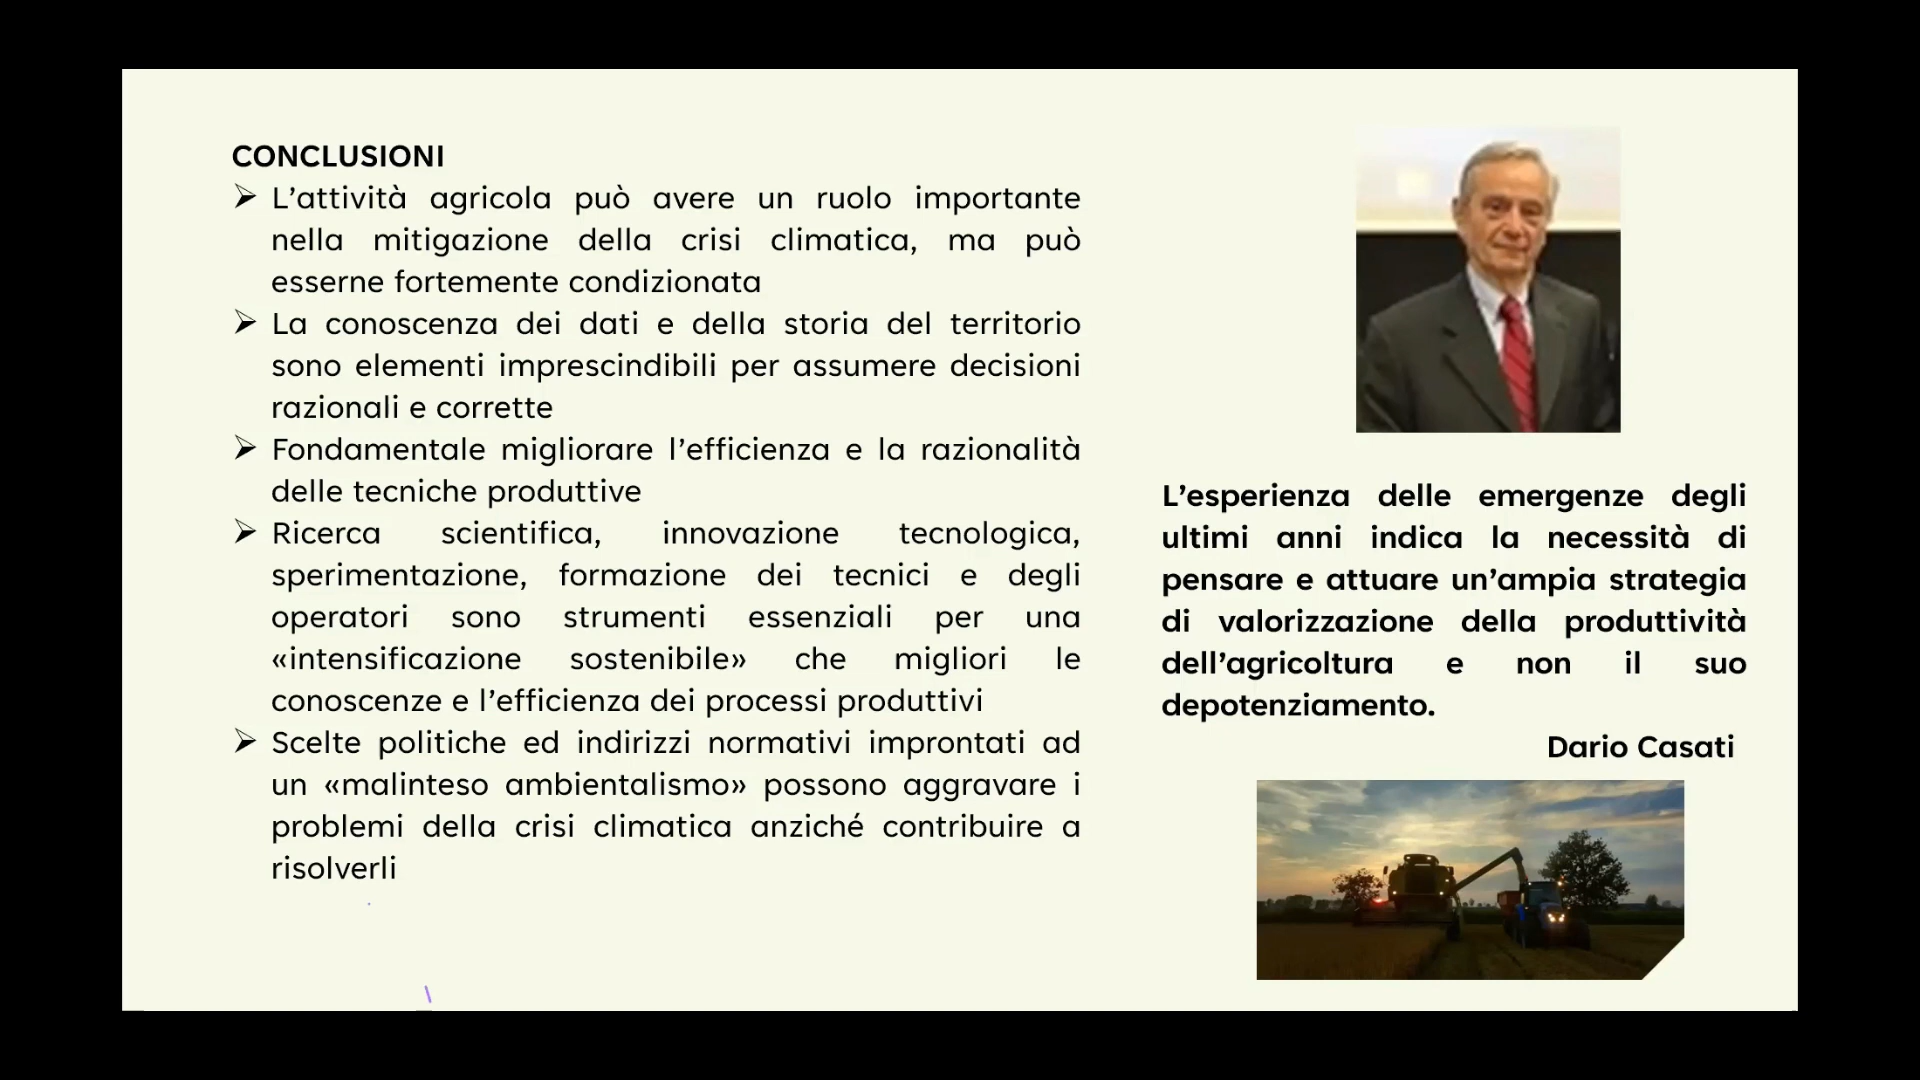 CONCLUSIONI
➢ L’attività agricola può avere un ruolo importante
nella mitigazione della crisi climatica, ma può
esserne fortemente condizionata
➢ La conoscenza dei dati e della storia del territorio
sono elementi imprescindibili per assumere decisioni
razionali e corrette
➢ Fondamentale migliorare l’efficienza e la razionalità
delle tecniche produttive
➢ Ricerca scientifica, innovazione tecnologica,
sperimentazione, formazione dei tecnici e degli
operatori sono strumenti essenziali per una
«intensificazione sostenibile» che migliori le
conoscenze e l’efficienza dei processi produttivi
➢ Scelte politiche ed indirizzi normativi improntati ad
un «malinteso ambientalismo» possono aggravare i
problemi della crisi climatica anziché contribuire a
risolverli
L’esperienza delle emergenze degli
ultimi anni indica la necessità di
pensare e attuare un’ampia strategia
di valorizzazione della produttività
dell’agricoltura e non il suo
depotenziamento.
Dario Casati